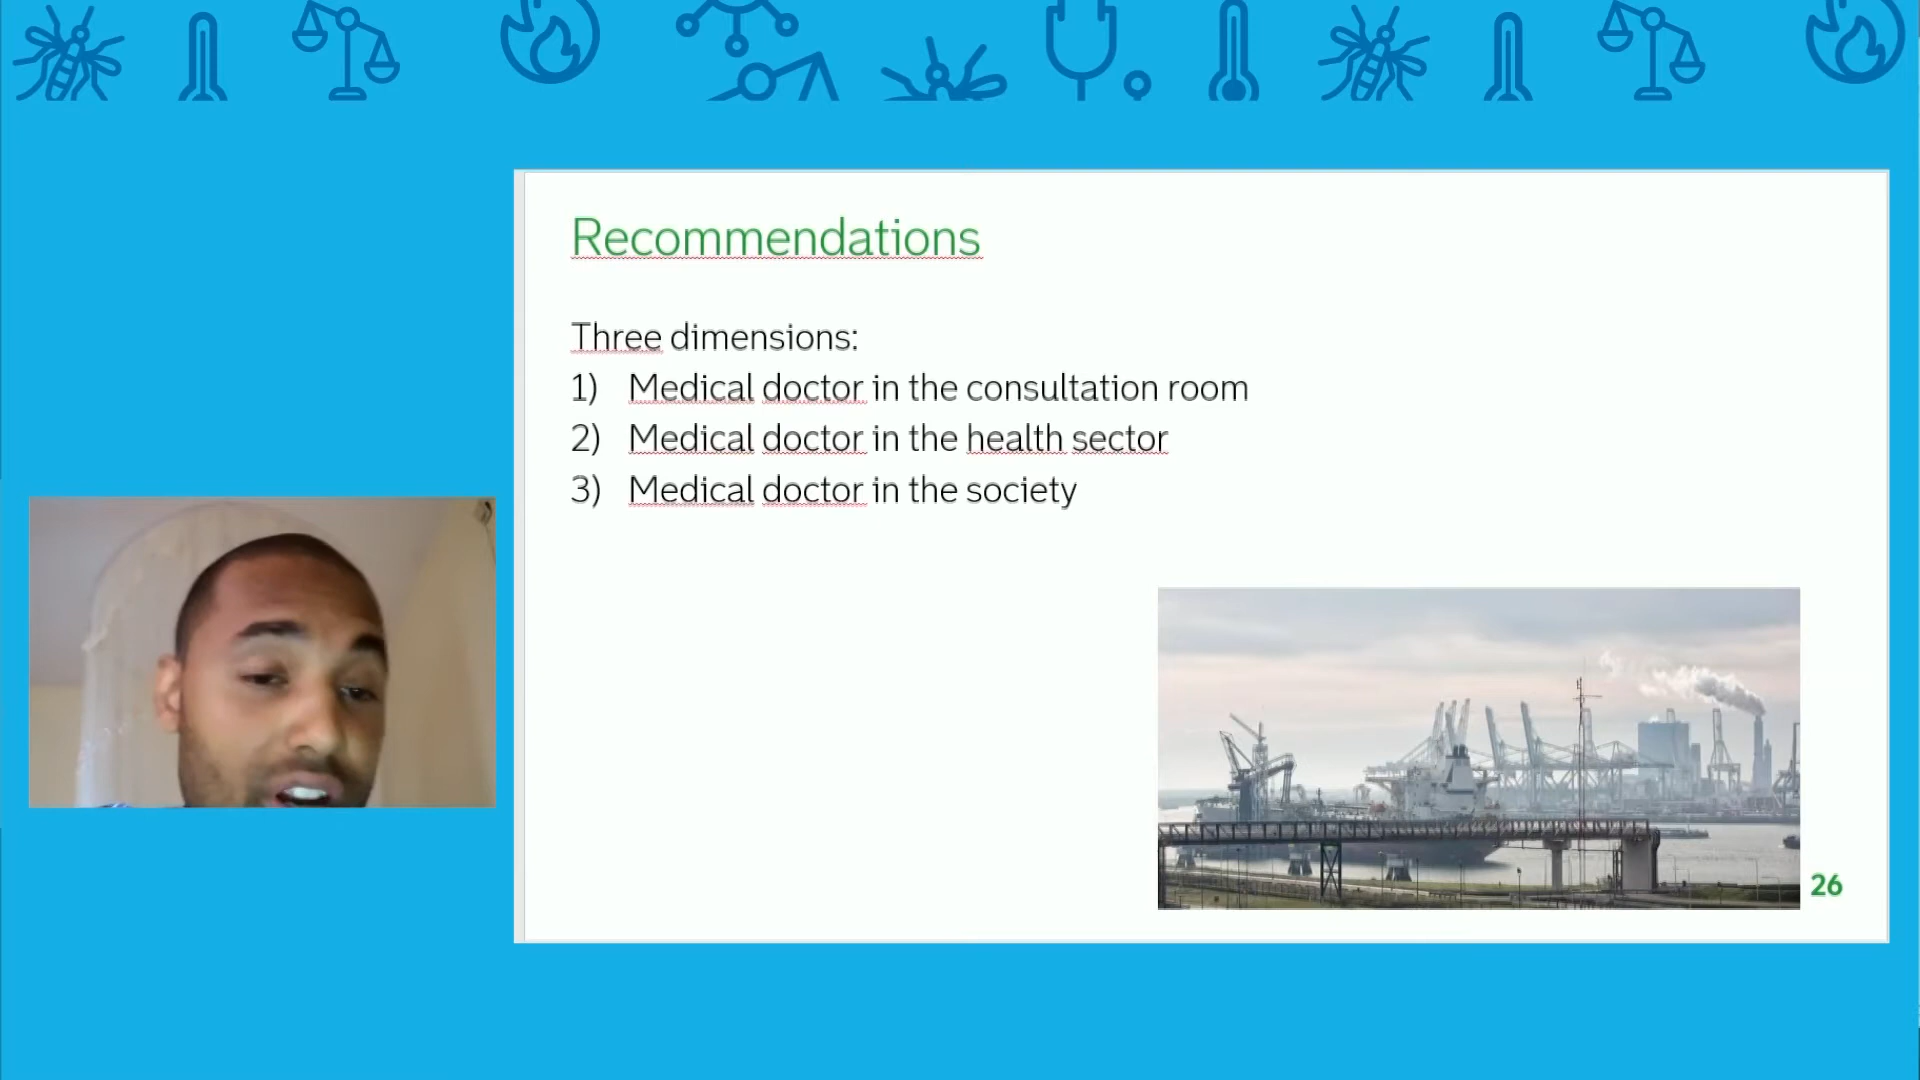 Recommendations
Three dimensions:
1) Medical doctor in the consultation room
2) Medical doctor in the health sector
3) Medical doctor in the society
26